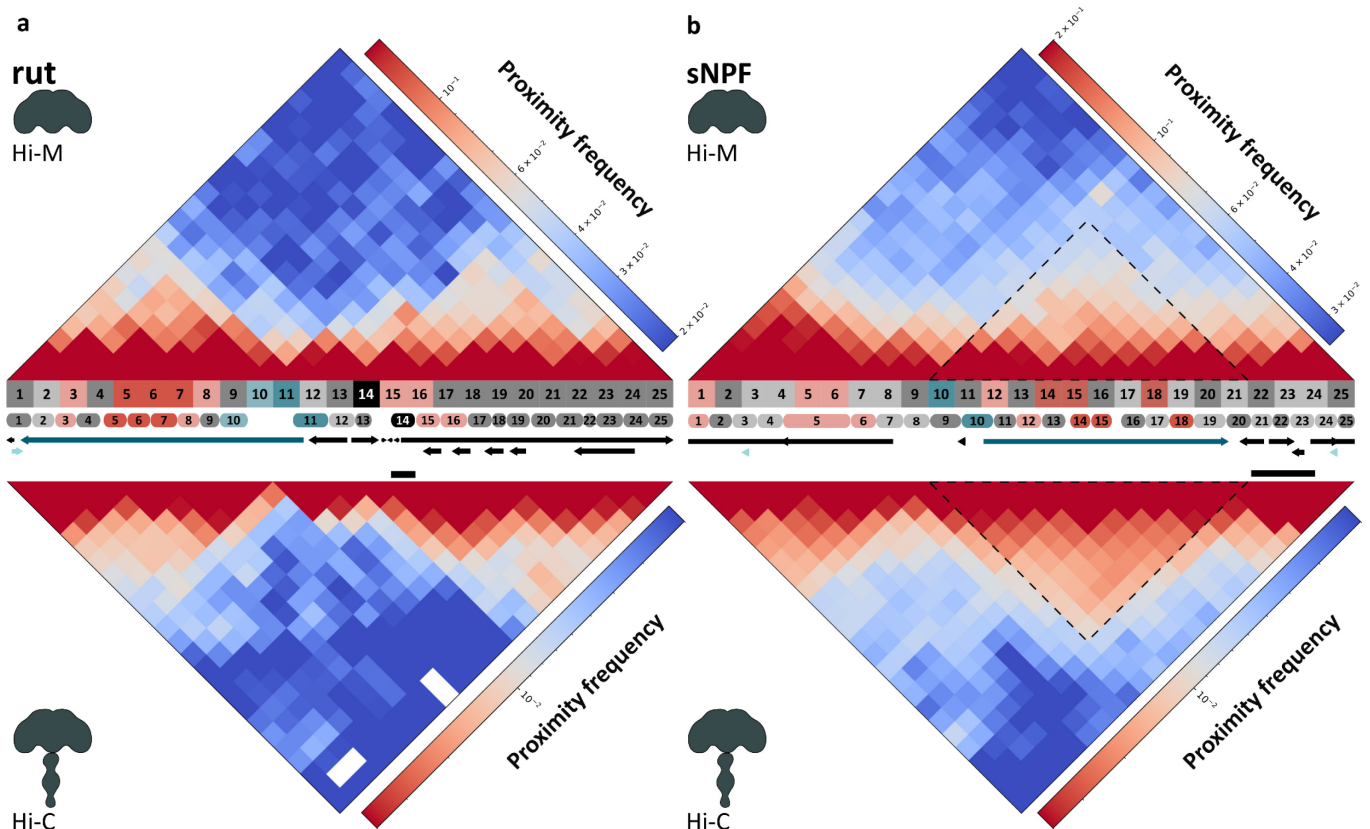 a
rut
Hi-M
Proximity frequency
10⁻¹
6 × 10⁻²
4 × 10⁻²
3 × 10⁻²
2 × 10⁻²
1 2 3 4 5 6 7 8 9 10 11 12 13 14 15 16 17 18 19 20 21 22 23 24 25
1 2 3 4 5 6 7 8 9 10 11 12 13 14 15 16 17 18 19 20 21 22 23 24 25
Hi-C
Proximity frequency
10⁻²
b
sNPF
Hi-M
Proximity frequency
2 × 10⁻¹
10⁻¹
6 × 10⁻²
4 × 10⁻²
3 × 10⁻²
1 2 3 4 5 6 7 8 9 10 11 12 13 14 15 16 17 18 19 20 21 22 23 24 25
1 2 3 4 5 6 7 8 9 10 11 12 13 14 15 16 17 18 19 20 21 22 23 24 25
Hi-C
Proximity frequency
10⁻²